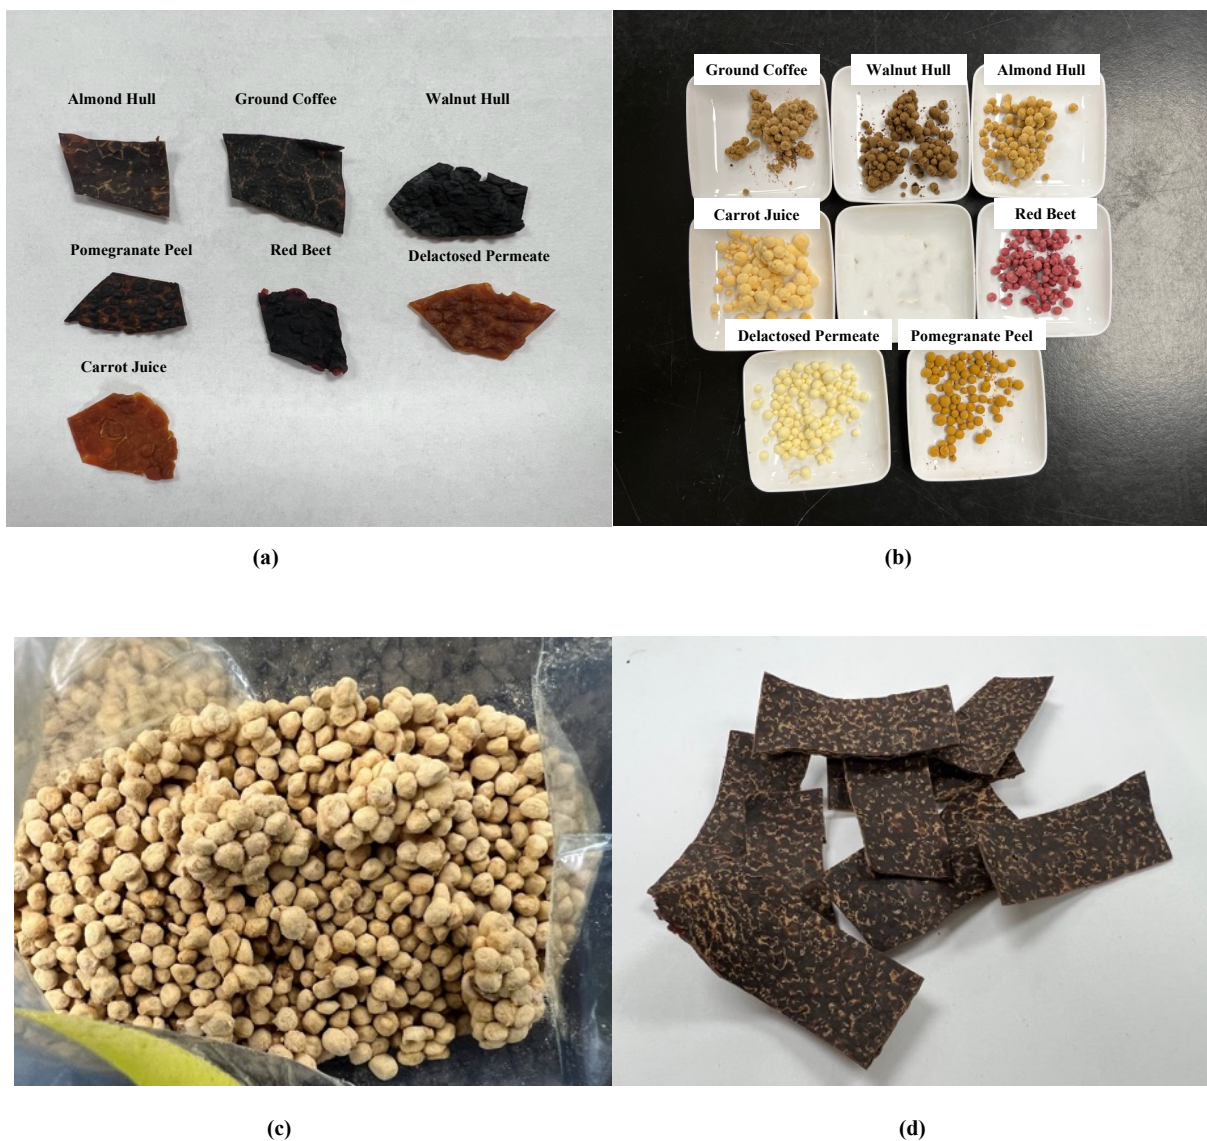 Almond Hull
Ground Coffee
Walnut Hull
Pomegranate Peel
Red Beet
Delactosed Permeate
Carrot Juice
(a)
Ground Coffee
Walnut Hull
Almond Hull
Carrot Juice
Red Beet
Delactosed Permeate
Pomegranate Peel
(b)
(c)
(d)